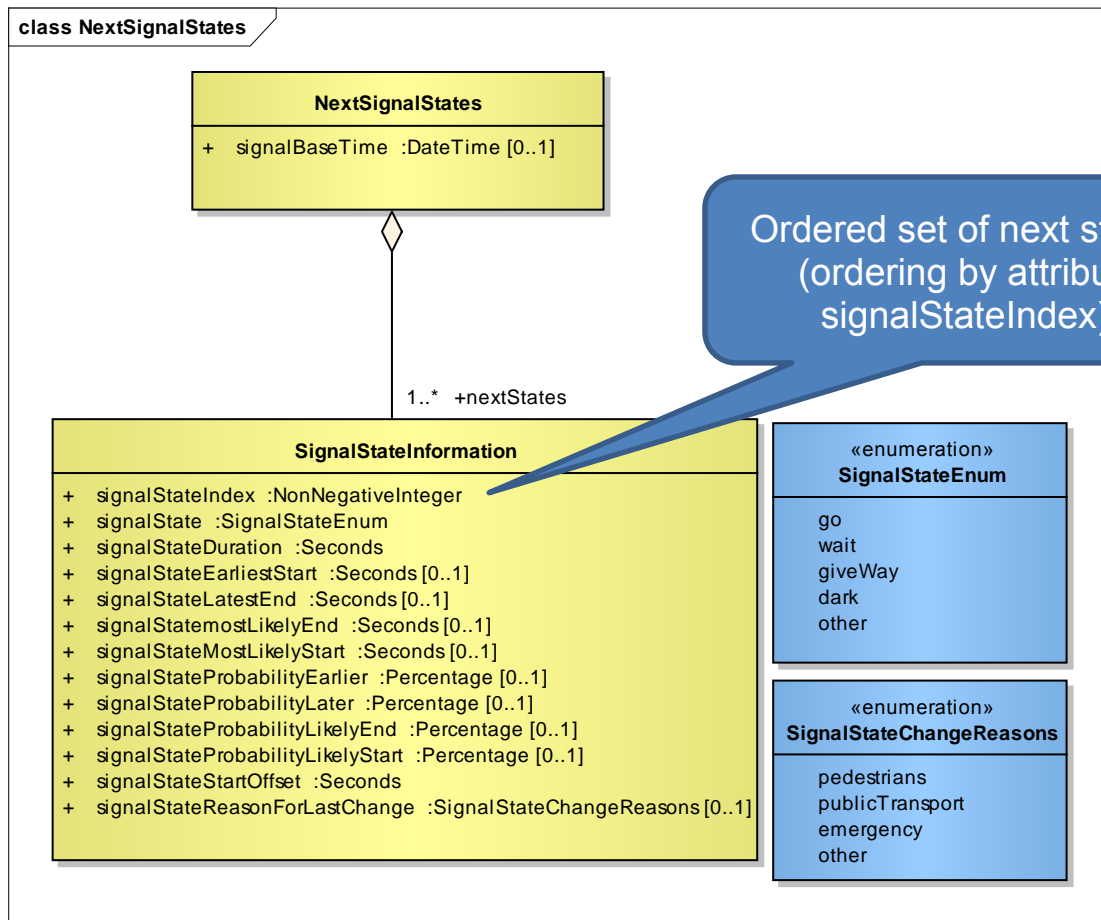 class NextSignalStates
NextSignalStates
+ signalBaseTime :DateTime [0..1]
Ordered set of next
(ordering by
signalStateIndex)
1..* +nextStates
SignalStateInformation
+ signalStateIndex :NonNegativeInteger
+ signalState :SignalStateEnum
+ signalStateDuration :Seconds
+ signalStateEarliestStart :Seconds [0..1]
+ signalStateLatestEnd :Seconds [0..1]
+ signalStatemostLikelyEnd :Seconds [0..1]
+ signalStateMostLikelyStart :Seconds [0..1]
+ signalStateProbabilityEarlier :Percentage [0..1]
+ signalStateProbabilityLater :Percentage [0..1]
+ signalStateProbabilityLikelyEnd :Percentage [0..1]
+ signalStateProbabilityLikelyStart :Percentage [0..1]
+ signalStateStartOffset :Seconds
+ signalStateReasonForLastChange :SignalStateChangeReasons [0..1]
«enumeration»
SignalStateEnum
go
wait
giveWay
dark
other
«enumeration»
SignalStateChangeReasons
pedestrians
publicTransport
emergency
other